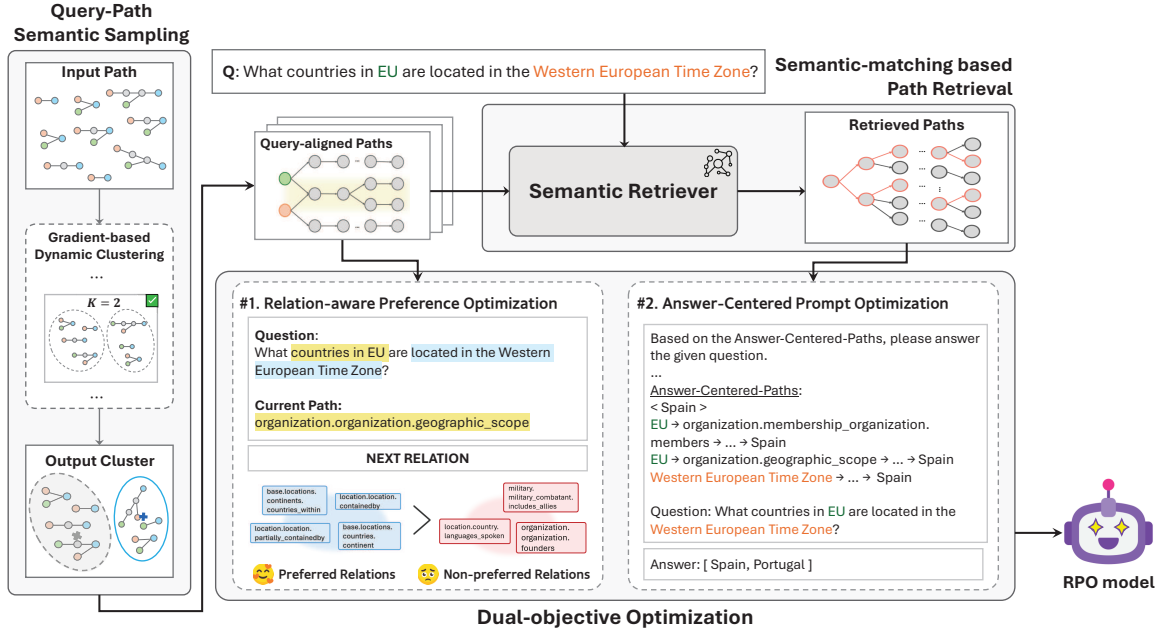 Query-Path
Semantic Sampling
Input Path
Gradient-based
Dynamic Clustering
...
K = 2
...
Output Cluster
Q: What countries in EU are located in the Western European Time Zone?
Semantic-matching based
Path Retrieval
Query-aligned Paths
...
...
Semantic Retriever
Retrieved Paths
...
...
...
...
#1. Relation-aware Preference Optimization
Question:
What countries in EU are located in the Western
European Time Zone?
Current Path:
organization.organization.geographic_scope
NEXT RELATION
base.locations.
continents.
countries_within
location.location.
containedby
location.location.
partially_containedby
base.locations.
countries.
continent
military.
military_combatant.
includes_allies
location.country.
languages_spoken
organization.
organization.
founders
Preferred Relations
Non-preferred Relations
#2. Answer-Centered Prompt Optimization
Based on the Answer-Centered-Paths, please answer
the given question.
...
Answer-Centered-Paths:
< Spain >
EU → organization.membership_organization.
members → ... → Spain
EU → organization.geographic_scope → ... → Spain
Western European Time Zone → ... → Spain
Question: What countries in EU are located in the
Western European Time Zone?
Answer: [ Spain, Portugal ]
RPO model
Dual-objective Optimization